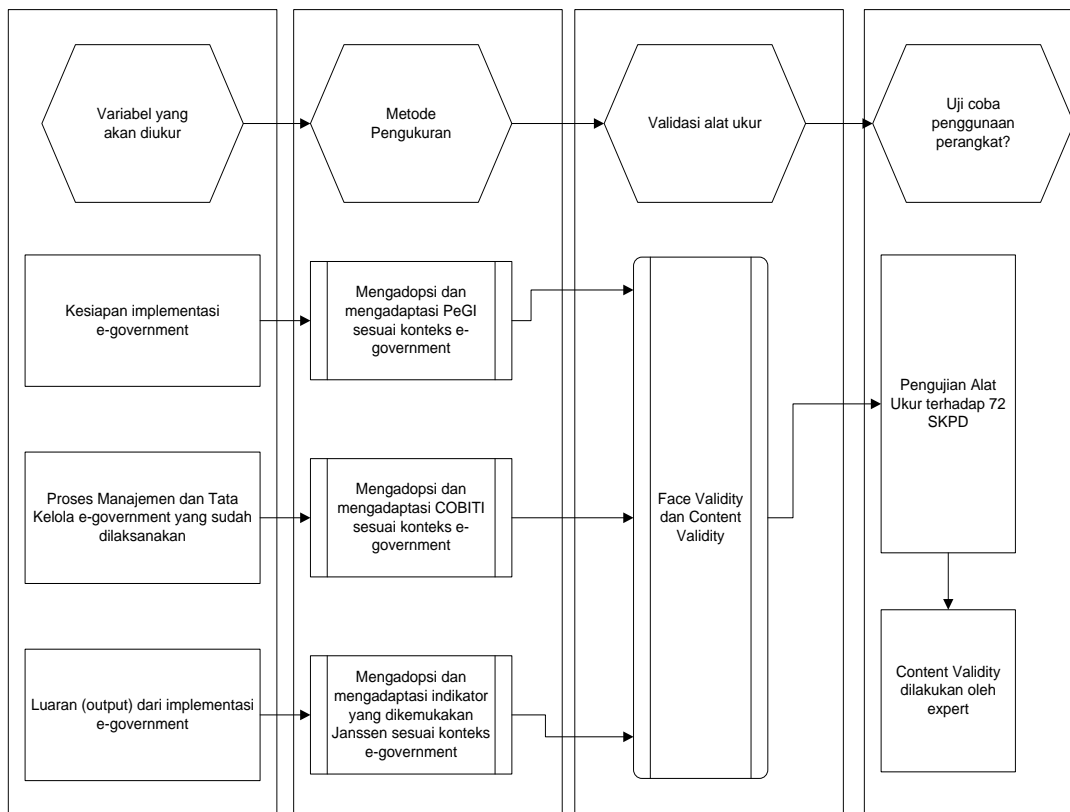 Variabel yang
akan diukur
Metode
Pengukuran
Validasi alat ukur
Uji coba
penggunaan
perangkat?
Kesiapan implementasi
e-government
Mengadopsi dan
mengadaptasi PeGI
sesuai konteks e-
government
Proses Manajemen dan Tata
Kelola e-government yang sudah
dilaksanakan
Mengadopsi dan
mengadaptasi COBITI
sesuai konteks e-
government
Luaran (output) dari implementasi
e-government
Mengadopsi dan
mengadaptasi indikator
yang dikemukakan
Janssen sesuai konteks
e-government
Face Validity
dan Content
Validity
Pengujian Alat
Ukur terhadap 72
SKPD
Content Validity
dilakukan oleh
expert